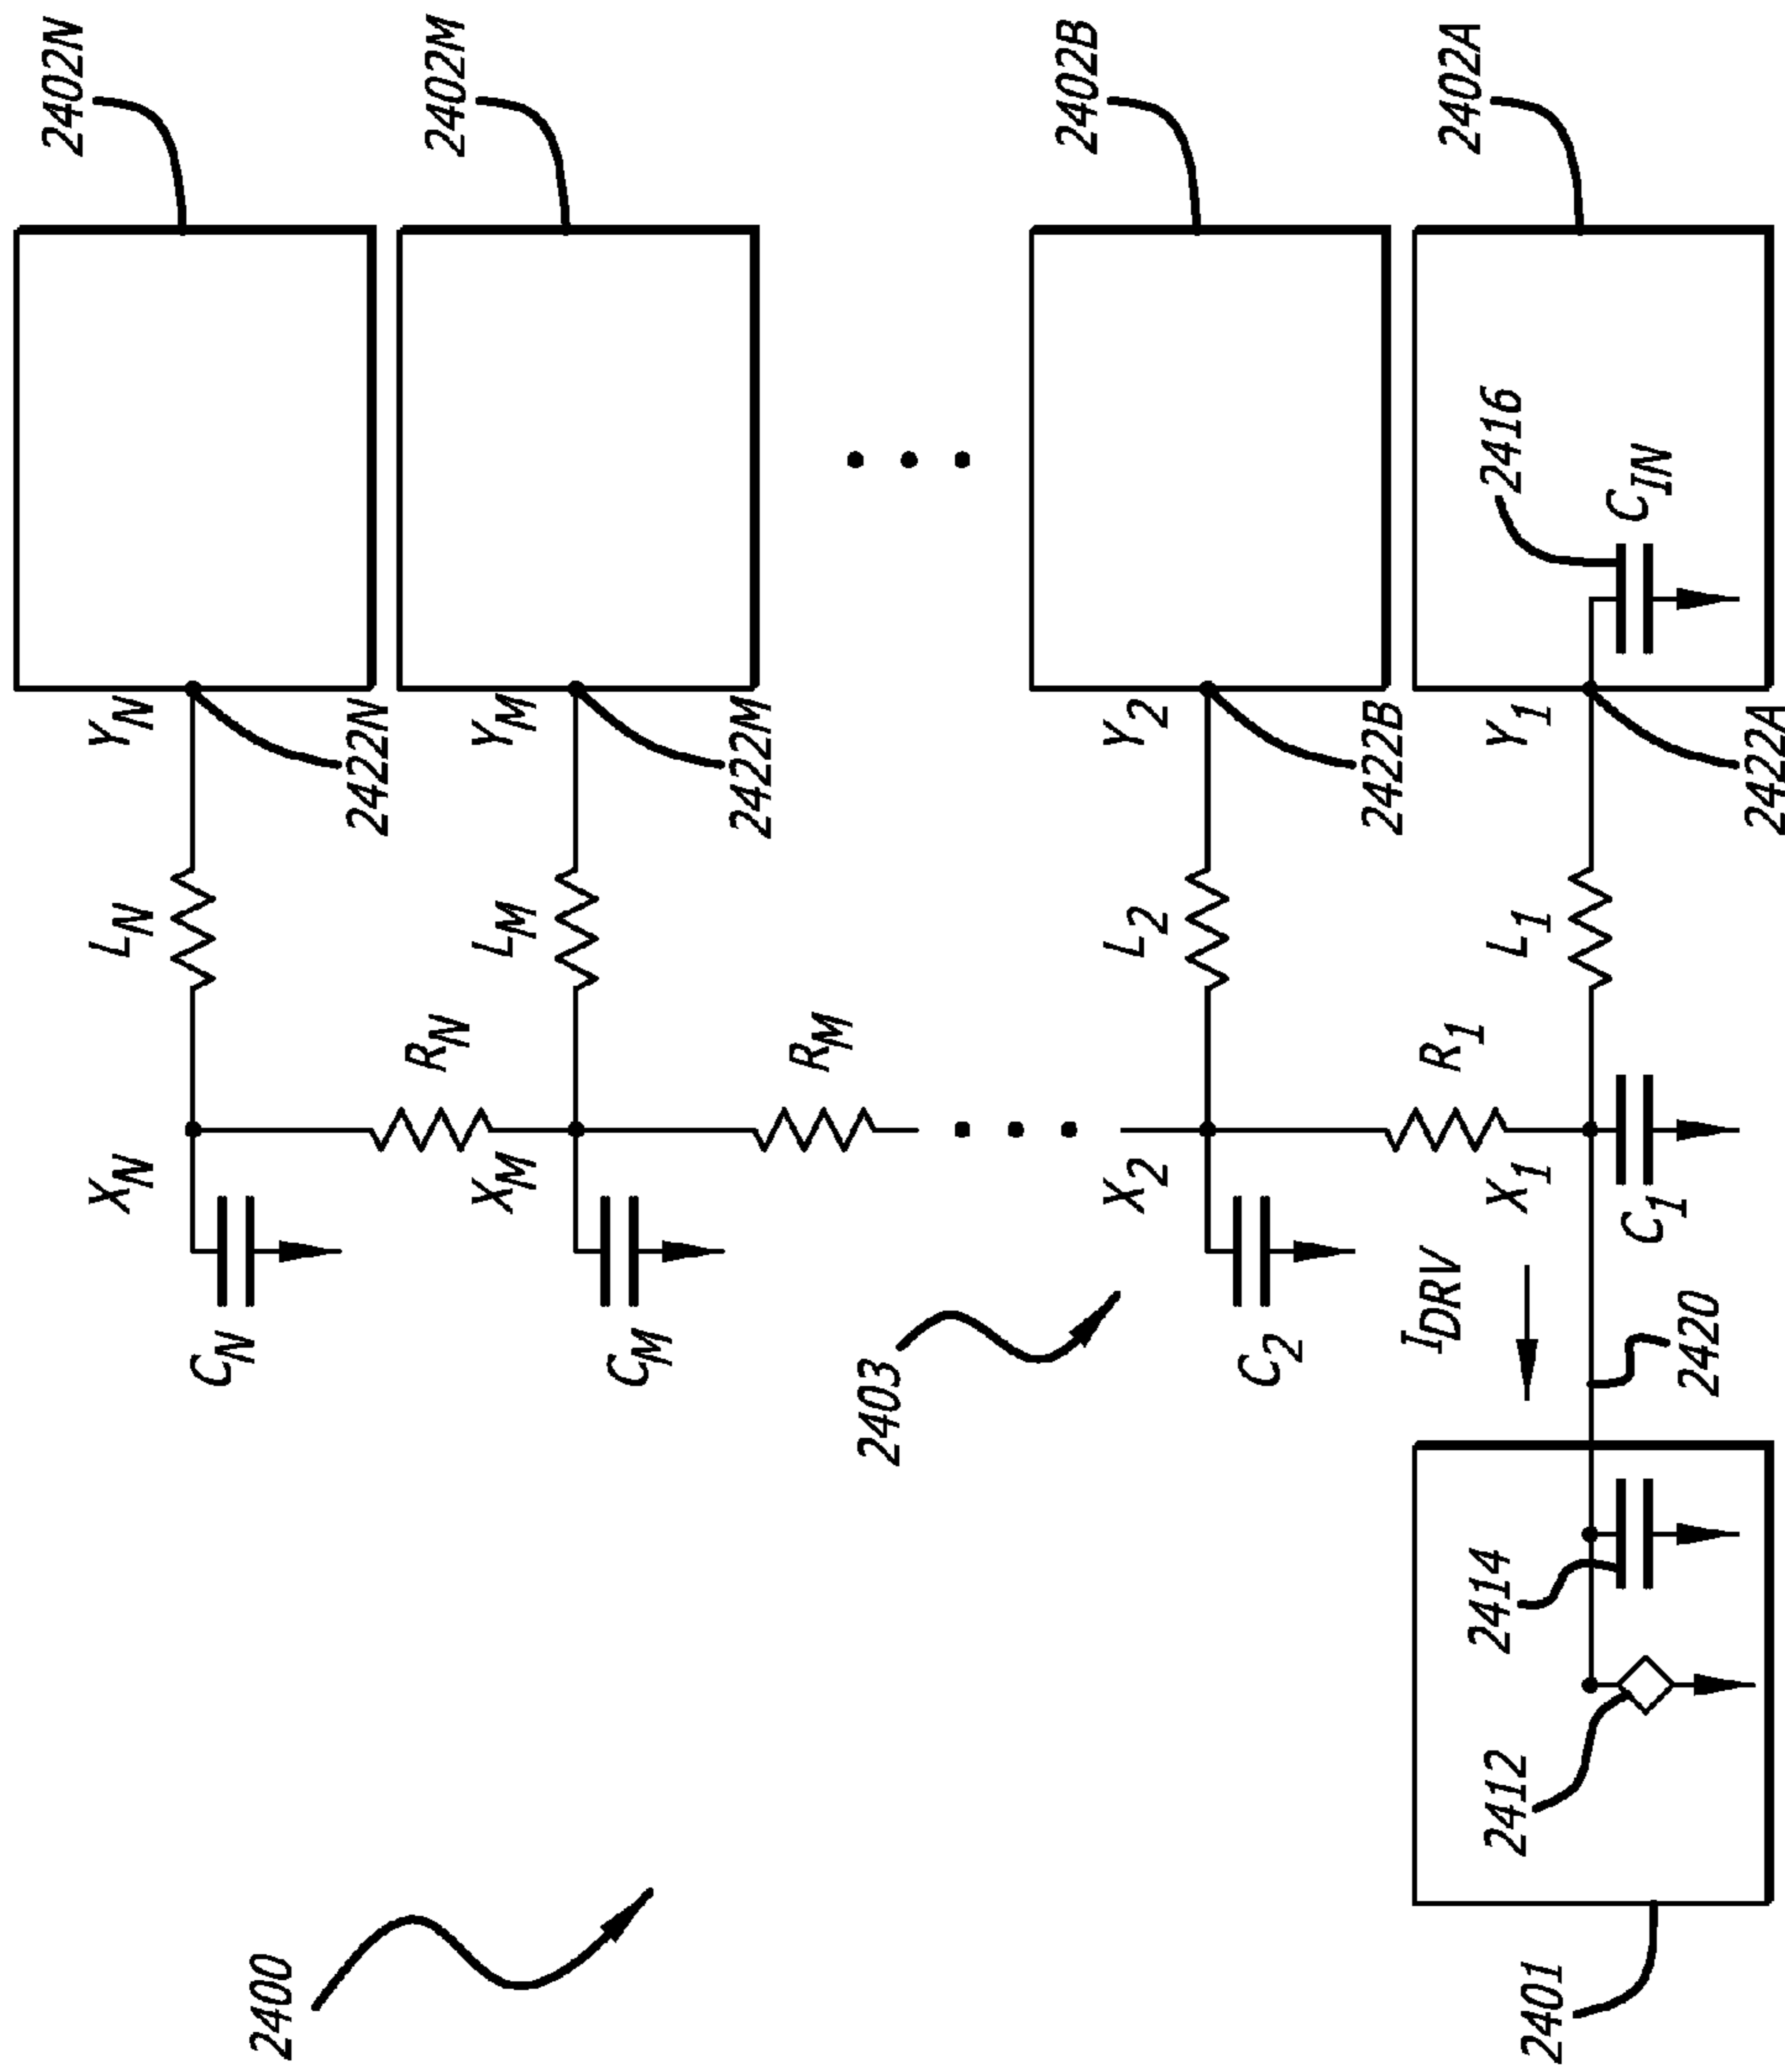 2402N
2402M
2402B
2402A
2416
C_IN
Y_N
Y_M
Y_2
Y_1
2422N
2422M
2422B
2422A
L_N
L_M
L_2
L_1
R_N
R_M
R_1
X_N
X_M
X_2
X_1
C_N
C_M
C_2
C_1
I_DRV
2403
2420
2414
2412
2400
2401